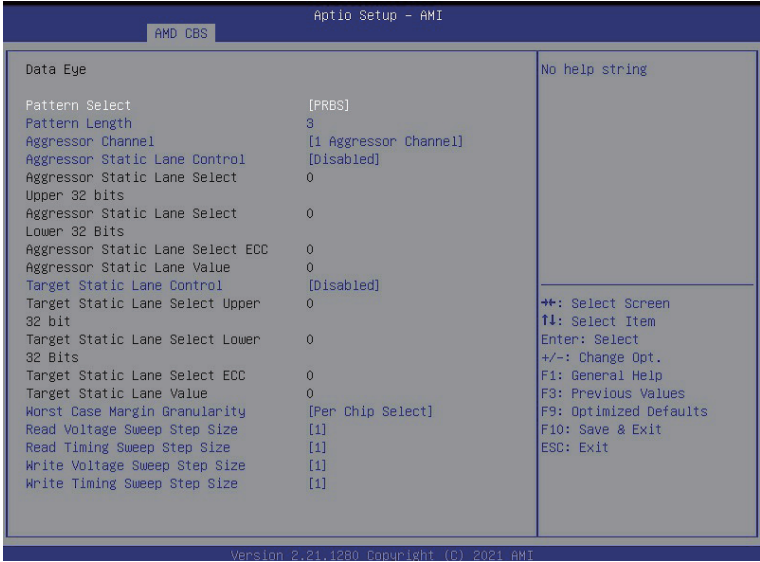 Aptio Setup – AMI
AMD CBS
Data Eye
No help string
Pattern Select [PRBS]
Pattern Length 3
Aggressor Channel [1 Aggressor Channel]
Aggressor Static Lane Control [Disabled]
Aggressor Static Lane Select 0
Upper 32 bits
Aggressor Static Lane Select 0
Lower 32 Bits
Aggressor Static Lane Select ECC 0
Aggressor Static Lane Value 0
Target Static Lane Control [Disabled]
Target Static Lane Select Upper 0
32 bit
Target Static Lane Select Lower 0
32 Bits
Target Static Lane Select ECC 0
Target Static Lane Value 0
Worst Case Margin Granularity [Per Chip Select]
Read Voltage Sweep Step Size [1]
Read Timing Sweep Step Size [1]
Write Voltage Sweep Step Size [1]
Write Timing Sweep Step Size [1]
→←: Select Screen
↑↓: Select Item
Enter: Select
+/-: Change Opt.
F1: General Help
F3: Previous Values
F9: Optimized Defaults
F10: Save & Exit
ESC: Exit
Version 2.21.1280 Copyright (C) 2021 AMI